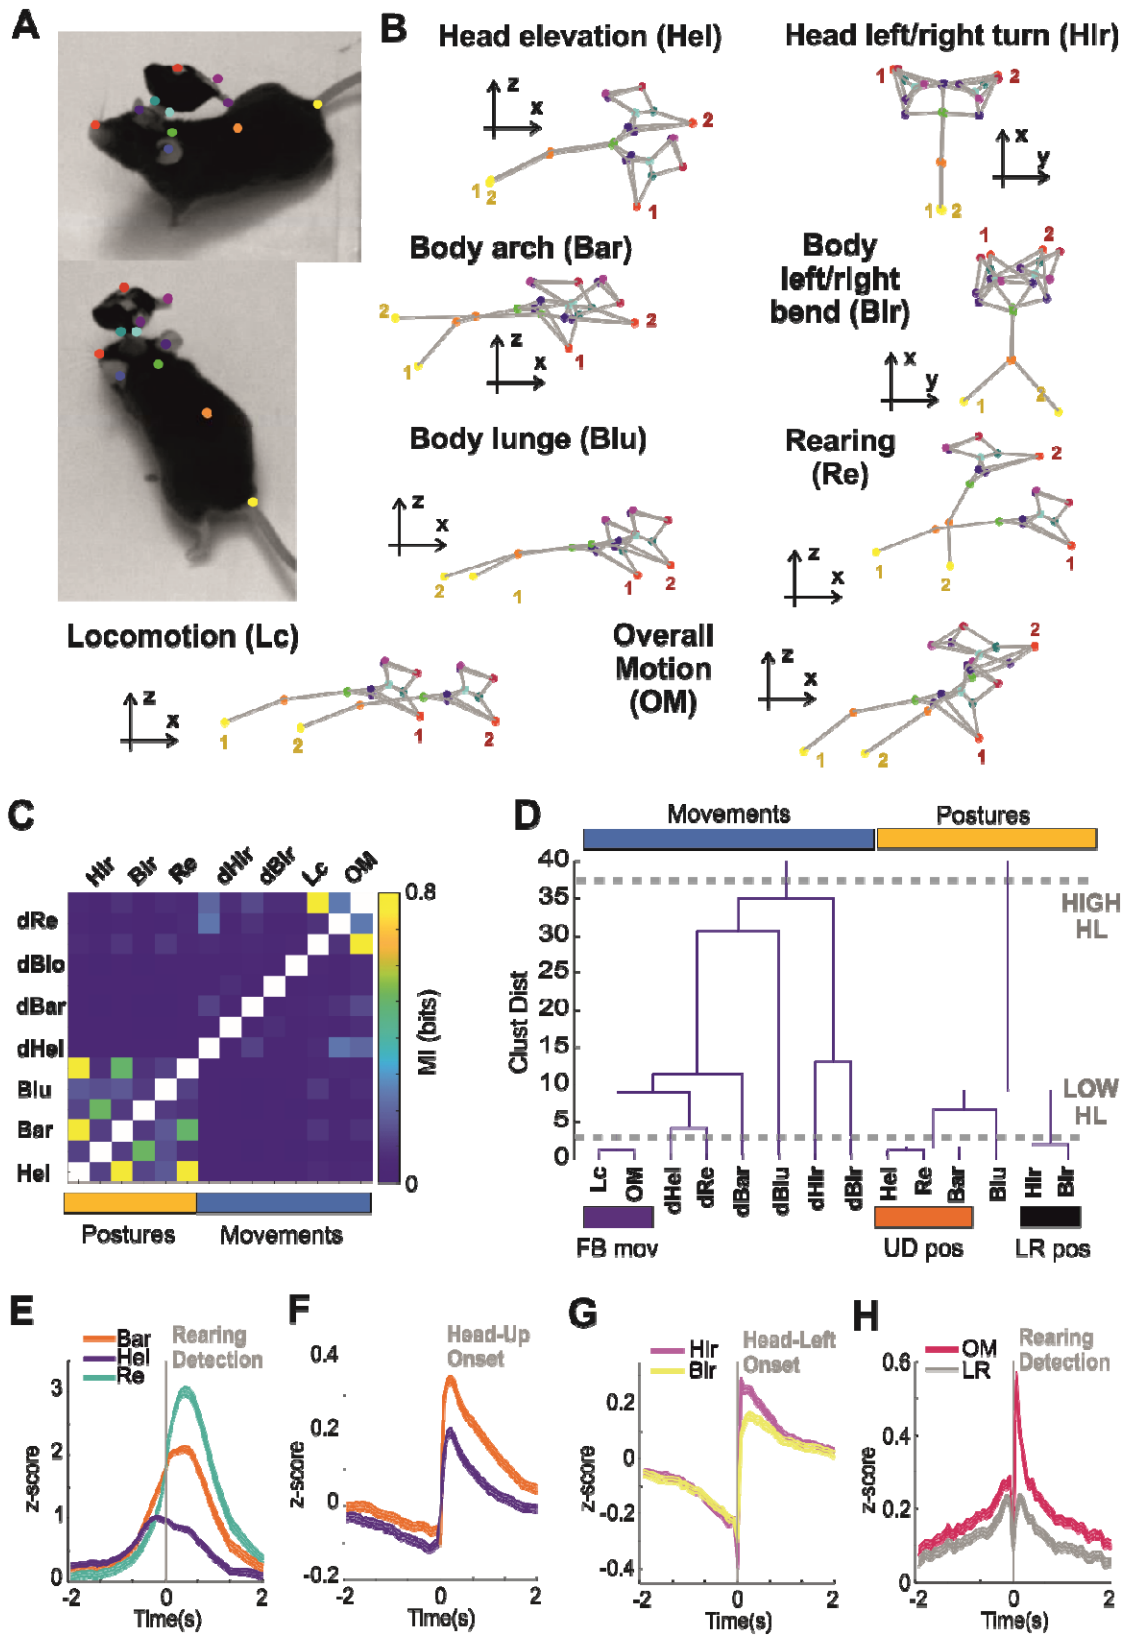 A
B
Head elevation (Hel)
Head left/right turn (Hlr)
z
x
2
1
2
1
1
2
x
y
1 2
Body arch (Bar)
Body
left/right
bend (Blr)
2
1
2
1
z
x
1
2
x
y
1
2
Body lunge (Blu)
Rearing
(Re)
z
x
2
1
1
2
2
1
1
2
z
x
Locomotion (Lc)
Overall
Motion
(OM)
z
x
1
2
1
2
z
x
2
1
1
2
C
Hlr Blr Re dHlr dBlr Lc OM
dRe
dBlo
dBar
dHel
Blu
Bar
Hel
0.8
MI (bits)
0
Postures Movements
D
Movements Postures
40
35
30
25
20
15
10
5
0
Clust Dist
HIGH
HL
LOW
HL
Lc OM dHel dRe dBar dBlu dHlr dBlr Hel Re Bar Blu Hlr Blr
FB mov UD pos LR pos
E
Bar
Hel
Re
Rearing
Detection
3
2
1
0
z-score
-2 0 2
Time(s)
F
Head-Up
Onset
0.4
0.2
0
-0.2
z-score
-2 0 2
Time(s)
G
Hlr
Blr
Head-Left
Onset
0.2
0
-0.2
-0.4
z-score
-2 0 2
Time(s)
H
OM
LR
Rearing
Detection
0.6
0.4
0.2
0
z-score
-2 0 2
Time(s)